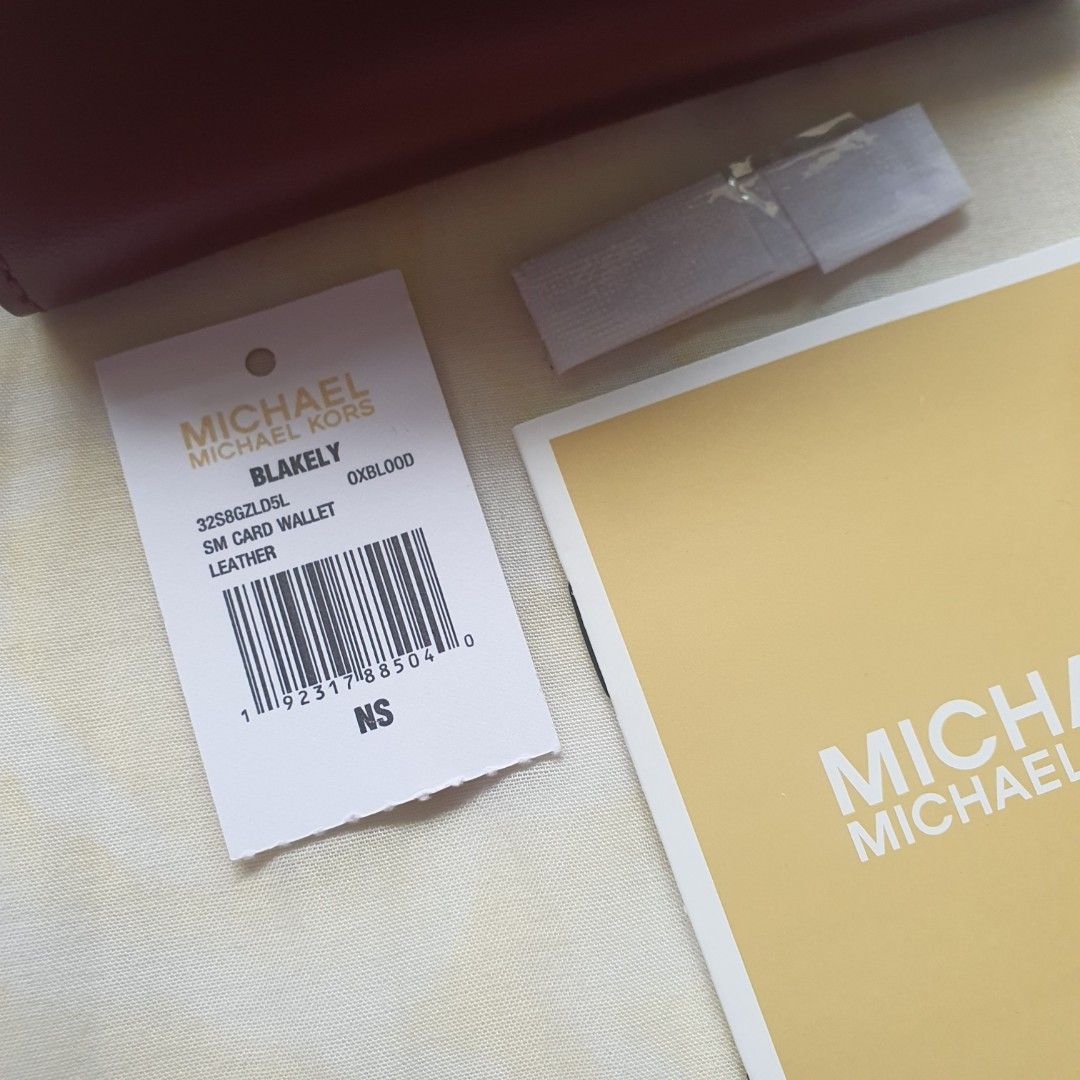 MICHAEL
MICHAEL KORS
BLAKELY
32S8GZLD5L OXBLOOD
SM CARD WALLET
LEATHER
1 92317 88504 0
NS
MICHA
MICHAEL